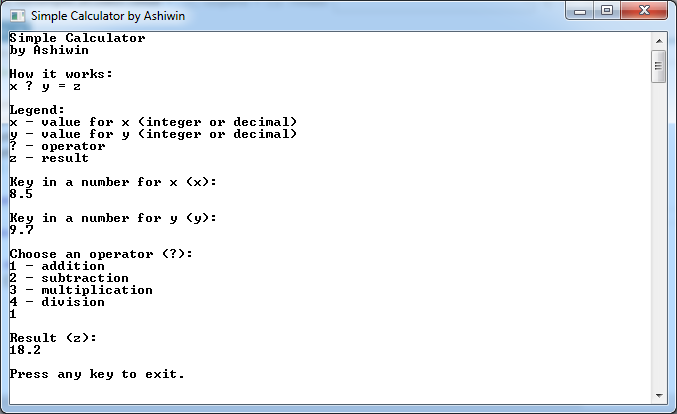 Simple Calculator by Ashiwin
Simple Calculator
by Ashiwin
How it works:
x ? y = z
Legend:
x - value for x (integer or decimal)
y - value for y (integer or decimal)
? - operator
z - result
Key in a number for x (x):
8.5
Key in a number for y (y):
9.7
Choose an operator (?):
1 - addition
2 - subtraction
3 - multiplication
4 - division
1
Result (z):
18.2
Press any key to exit.